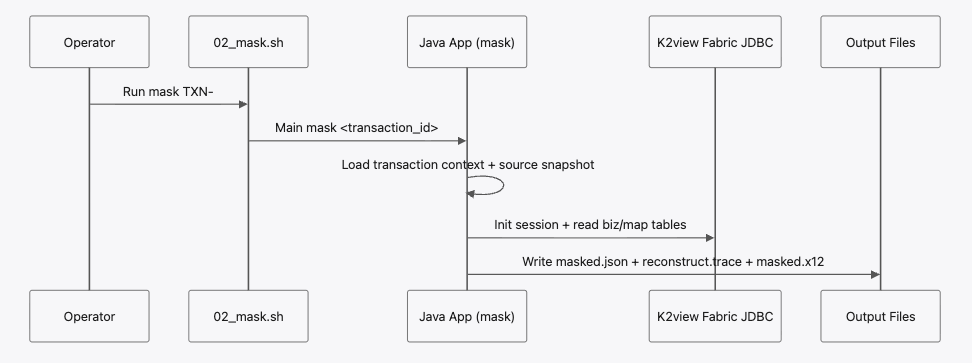 Operator
02_mask.sh
Java App (mask)
K2view Fabric JDBC
Output Files
Run mask TXN-
Main mask <transaction_id>
Load transaction context + source snapshot
Init session + read biz/map tables
Write masked.json + reconstruct.trace + masked.x12
Operator
02_mask.sh
Java App (mask)
K2view Fabric JDBC
Output Files